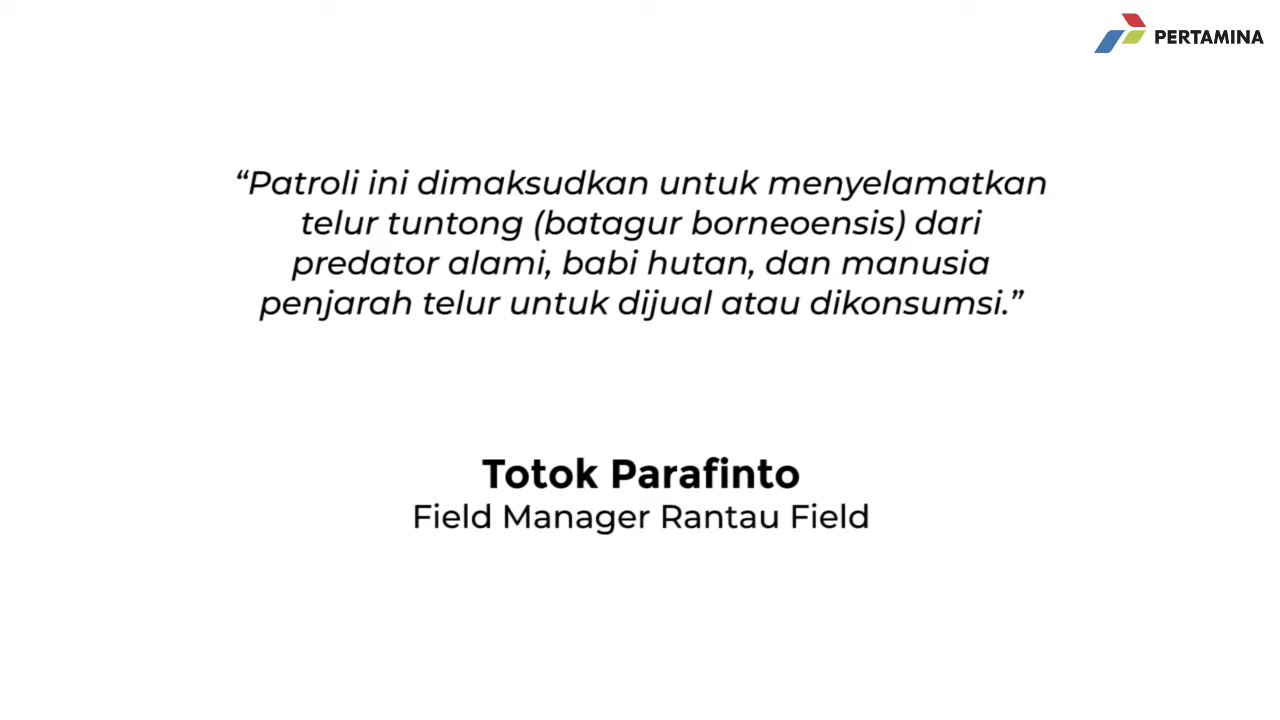 PERTAMINA
“Patroli ini dimaksudkan untuk menyelamatkan
telur tuntong (batagur borneoensis) dari
predator alami, babi hutan, dan manusia
penjarah telur untuk dijual atau dikonsumsi.”
Totok Parafinto
Field Manager Rantau Field